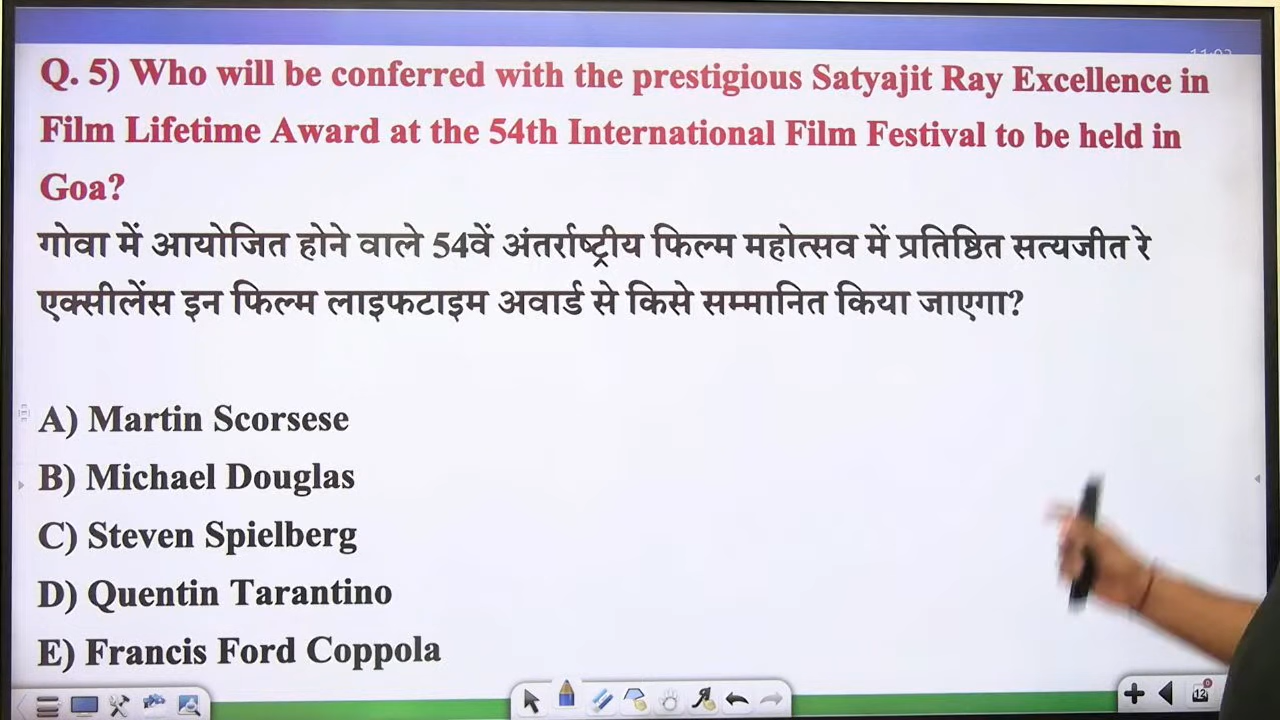 Q. 5) Who will be conferred with the prestigious Satyajit Ray Excellence in
Film Lifetime Award at the 54th International Film Festival to be held in
Goa?
गोवा में आयोजित होने वाले 54वें अंतर्राष्ट्रीय फिल्म महोत्सव में प्रतिष्ठित सत्यजीत रे
एक्सीलेंस इन फिल्म लाइफटाइम अवार्ड से किसे सम्मानित किया जाएगा?
A) Martin Scorsese
B) Michael Douglas
C) Steven Spielberg
D) Quentin Tarantino
E) Francis Ford Coppola
12